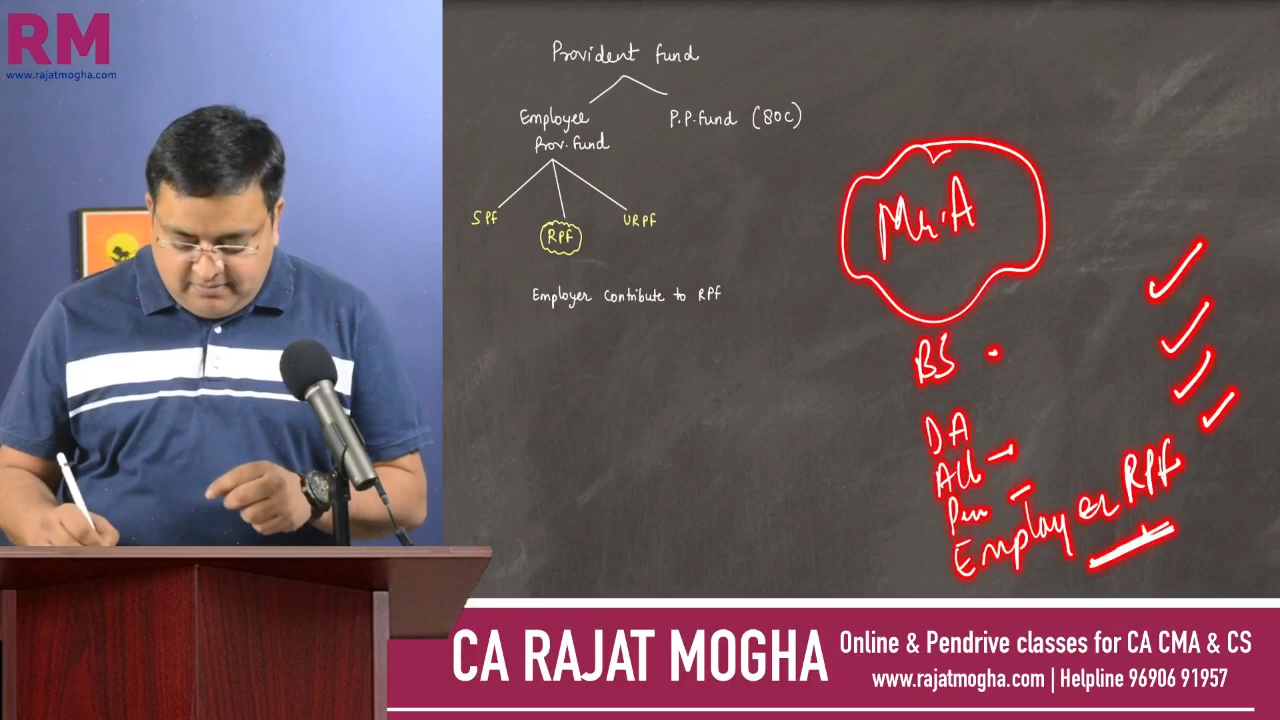 RM
www.rajatmogha.com
Provident fund
Employee
Prov. Fund
P.P.Fund (80C)
SPF
RPF
URPF
Employer Contribute to RPF
Mr.A
BS
DA
All
Employer RPF
CA RAJAT MOGHA
Online & Pendrive classes for CA CMA & CS
www.rajatmogha.com | Helpline 96906 91957